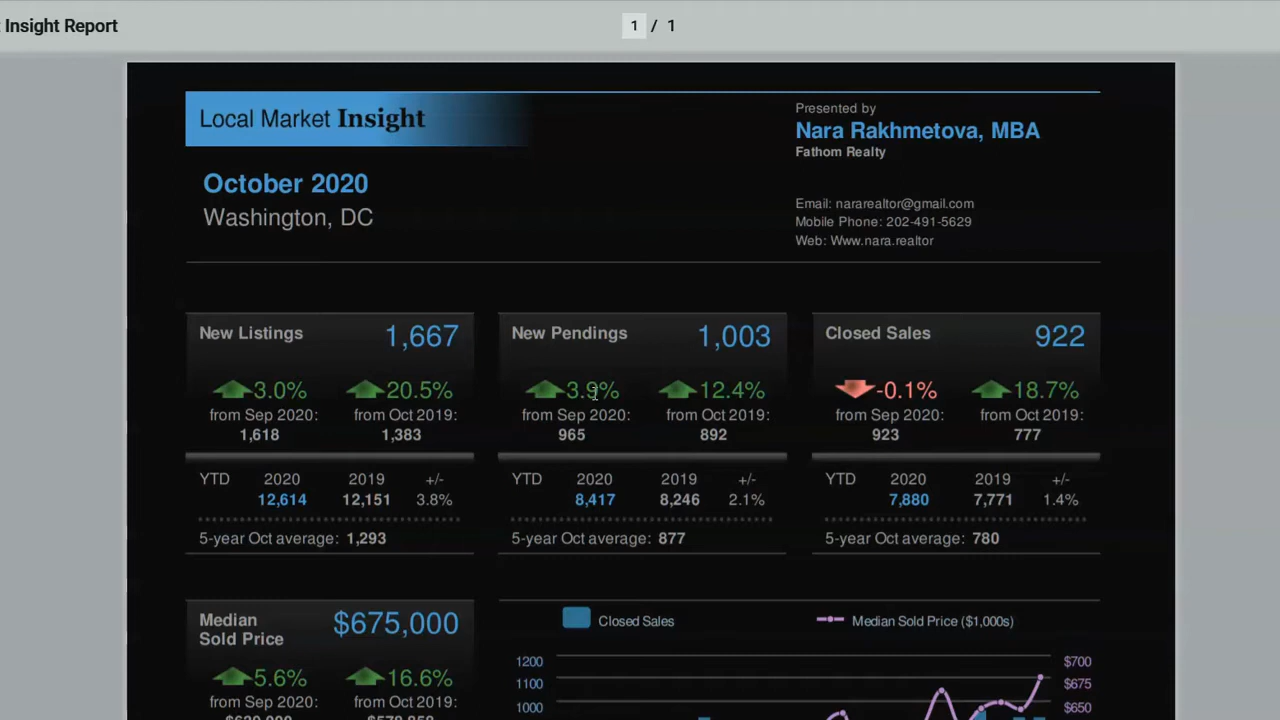 Insight Report
1 / 1
Local Market Insight
Presented by
Nara Rakhmetova, MBA
Fathom Realty
October 2020
Washington, DC
Email: nararealtor@gmail.com
Mobile Phone: 202-491-5629
Web: Www.nara.realtor
New Listings 1,667
3.0% 20.5%
from Sep 2020: from Oct 2019:
1,618 1,383
YTD 2020 2019 +/-
12,614 12,151 3.8%
5-year Oct average: 1,293
New Pendings 1,003
3.9% 12.4%
from Sep 2020: from Oct 2019:
965 892
YTD 2020 2019 +/-
8,417 8,246 2.1%
5-year Oct average: 877
Closed Sales 922
-0.1% 18.7%
from Sep 2020: from Oct 2019:
923 777
YTD 2020 2019 +/-
7,880 7,771 1.4%
5-year Oct average: 780
Median
Sold Price $675,000
5.6% 16.6%
from Sep 2020: from Oct 2019:
Closed Sales Median Sold Price ($1,000s)
1200 $700
1100 $675
1000 $650